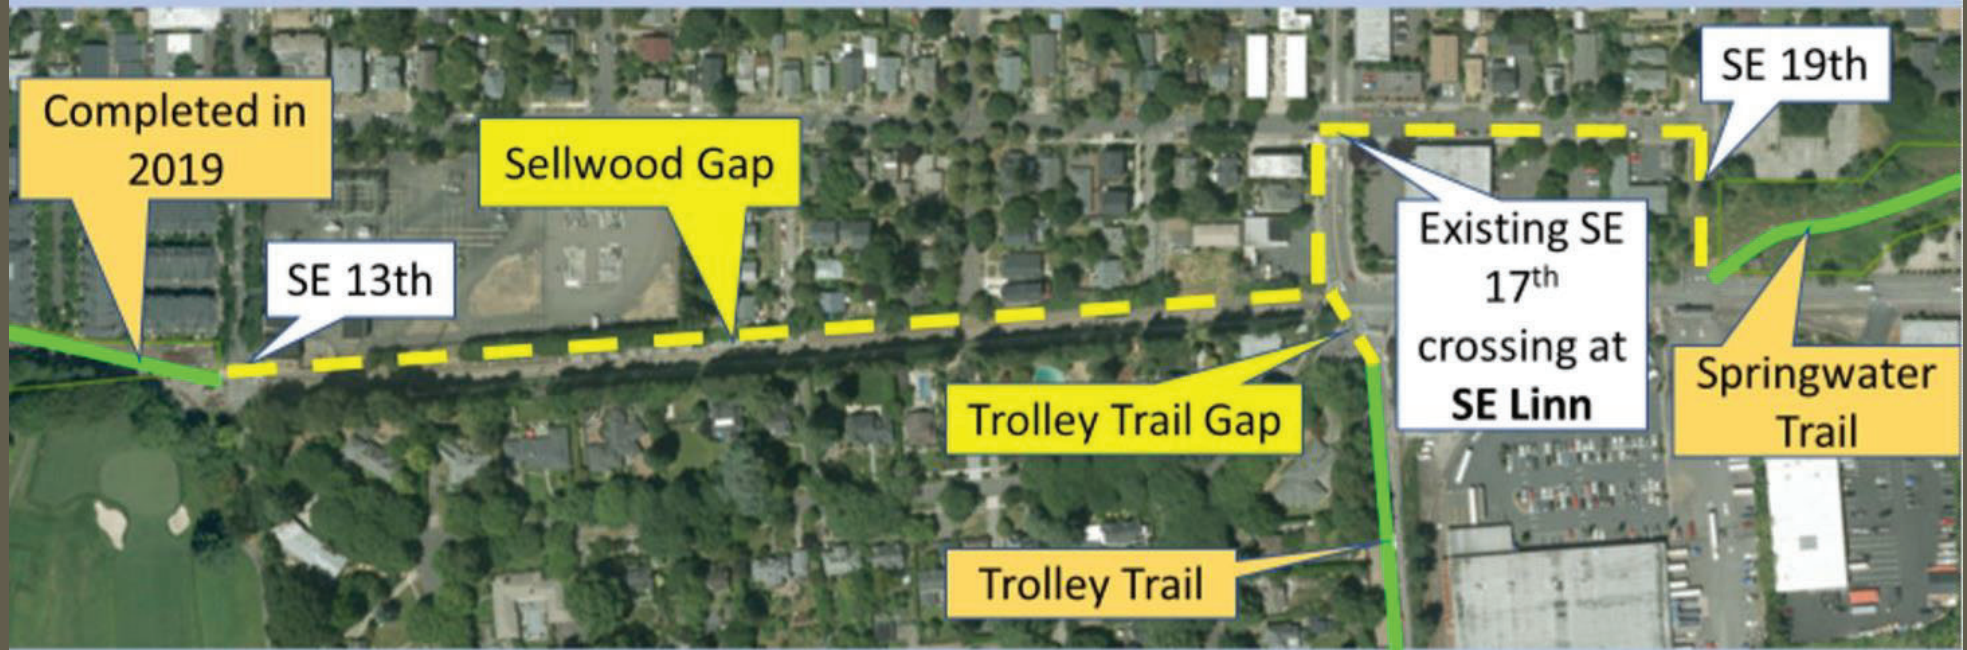 Completed in
2019
SE 13th
Sellwood Gap
SE 19th
Existing SE
17th
crossing at
SE Linn
Trolley Trail Gap
Springwater
Trail
Trolley Trail